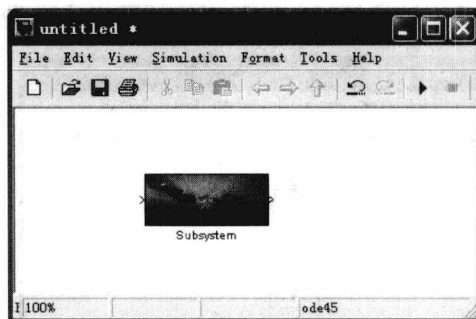 untitled *
File Edit View Simulation Format Tools Help
Subsystem
100%
ode45